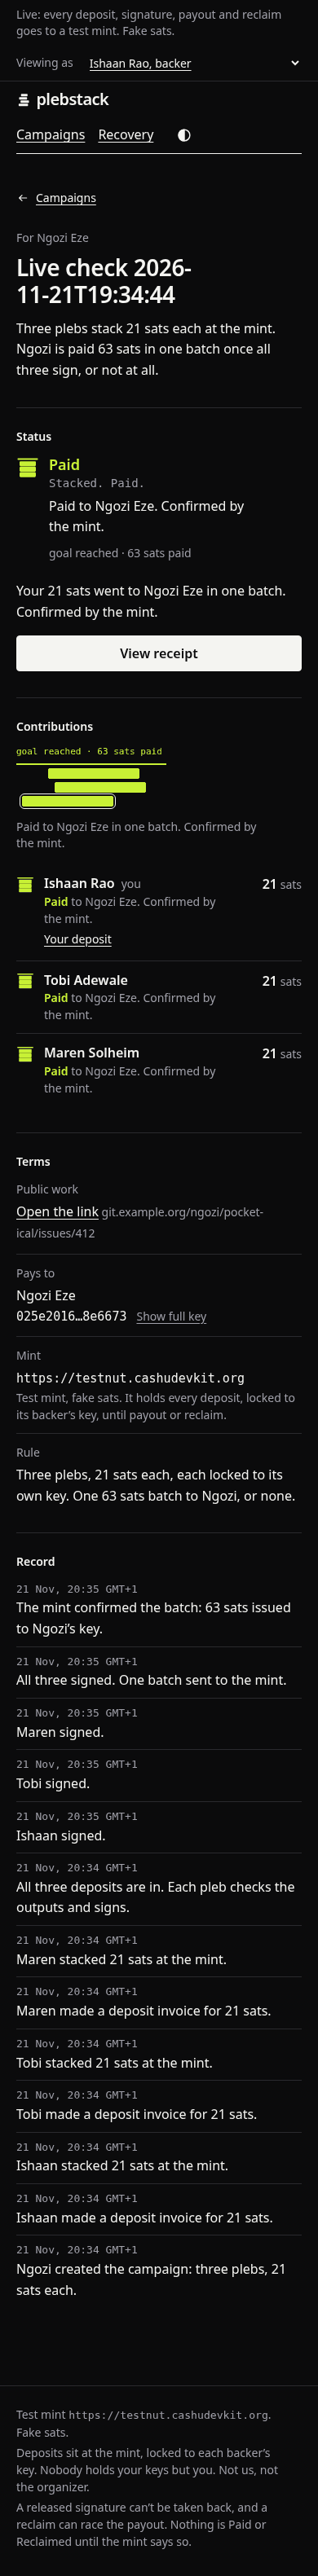 Live: every deposit, signature, payout and reclaim
goes to a test mint. Fake sats.
Viewing as Ishaan Rao, backer
plebstack
Campaigns Recovery
← Campaigns
For Ngozi Eze
Live check 2026-
11-21T19:34:44
Three plebs stack 21 sats each at the mint.
Ngozi is paid 63 sats in one batch once all
three sign, or not at all.
Status
Paid
Stacked. Paid.
Paid to Ngozi Eze. Confirmed by
the mint.
goal reached · 63 sats paid
Your 21 sats went to Ngozi Eze in one batch.
Confirmed by the mint.
View receipt
Contributions
goal reached · 63 sats paid
Paid to Ngozi Eze in one batch. Confirmed by
the mint.
Ishaan Rao you 21 sats
Paid to Ngozi Eze. Confirmed by
the mint.
Your deposit
Tobi Adewale 21 sats
Paid to Ngozi Eze. Confirmed by
the mint.
Maren Solheim 21 sats
Paid to Ngozi Eze. Confirmed by
the mint.
Terms
Public work
Open the link git.example.org/ngozi/pocket-
ical/issues/412
Pays to
Ngozi Eze
025e2016…8e6673 Show full key
Mint
https://testnut.cashudevkit.org
Test mint, fake sats. It holds every deposit, locked to
its backer’s key, until payout or reclaim.
Rule
Three plebs, 21 sats each, each locked to its
own key. One 63 sats batch to Ngozi, or none.
Record
21 Nov, 20:35 GMT+1
The mint confirmed the batch: 63 sats issued
to Ngozi’s key.
21 Nov, 20:35 GMT+1
All three signed. One batch sent to the mint.
21 Nov, 20:35 GMT+1
Maren signed.
21 Nov, 20:35 GMT+1
Tobi signed.
21 Nov, 20:35 GMT+1
Ishaan signed.
21 Nov, 20:34 GMT+1
All three deposits are in. Each pleb checks the
outputs and signs.
21 Nov, 20:34 GMT+1
Maren stacked 21 sats at the mint.
21 Nov, 20:34 GMT+1
Maren made a deposit invoice for 21 sats.
21 Nov, 20:34 GMT+1
Tobi stacked 21 sats at the mint.
21 Nov, 20:34 GMT+1
Tobi made a deposit invoice for 21 sats.
21 Nov, 20:34 GMT+1
Ishaan stacked 21 sats at the mint.
21 Nov, 20:34 GMT+1
Ishaan made a deposit invoice for 21 sats.
21 Nov, 20:34 GMT+1
Ngozi created the campaign: three plebs, 21
sats each.
Test mint https://testnut.cashudevkit.org.
Fake sats.
Deposits sit at the mint, locked to each backer’s
key. Nobody holds your keys but you. Not us, not
the organizer.
A released signature can’t be taken back, and a
reclaim can race the payout. Nothing is Paid or
Reclaimed until the mint says so.